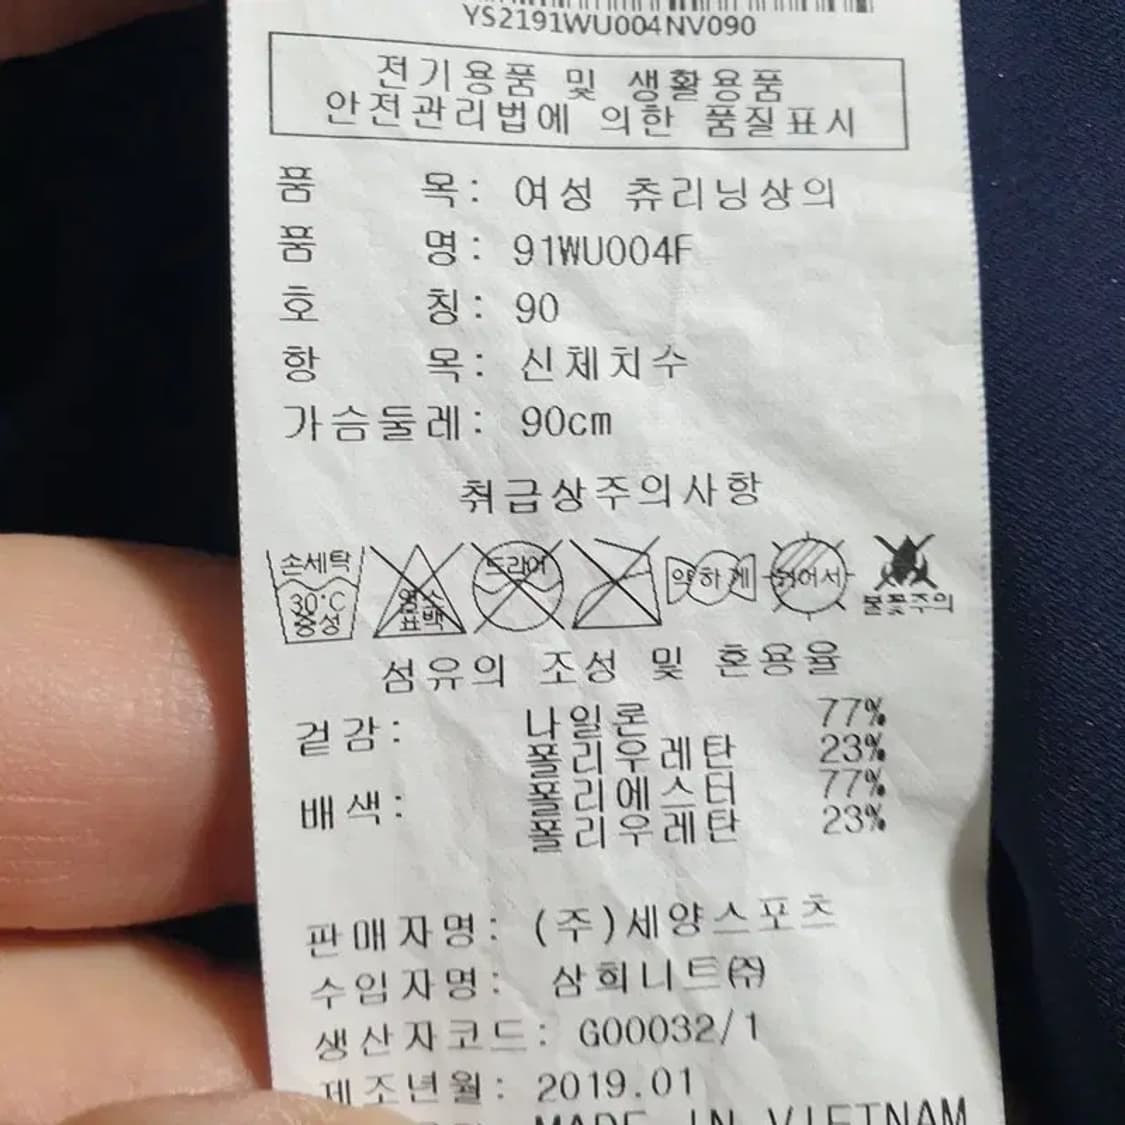 YS2191WU004NV090
전기용품 및 생활용품
안전관리법에 의한 품질표시
품 목: 여성 츄리닝상의
품 명: 91WU004F
호 칭: 90
항 목: 신체치수
가슴둘레: 90cm
취급상주의사항
손세탁 30°C 중성
염소 표백
드라이
약하게
뉘어서
불꽃주의
섬유의 조성 및 혼용율
겉감: 나일론 77%
폴리우레탄 23%
배색: 폴리에스터 77%
폴리우레탄 23%
판매자명: (주)세양스포츠
수입자명: 삼희니트㈜
생산자코드: G00032/1
제조년월: 2019.01
MADE IN VIETNAM